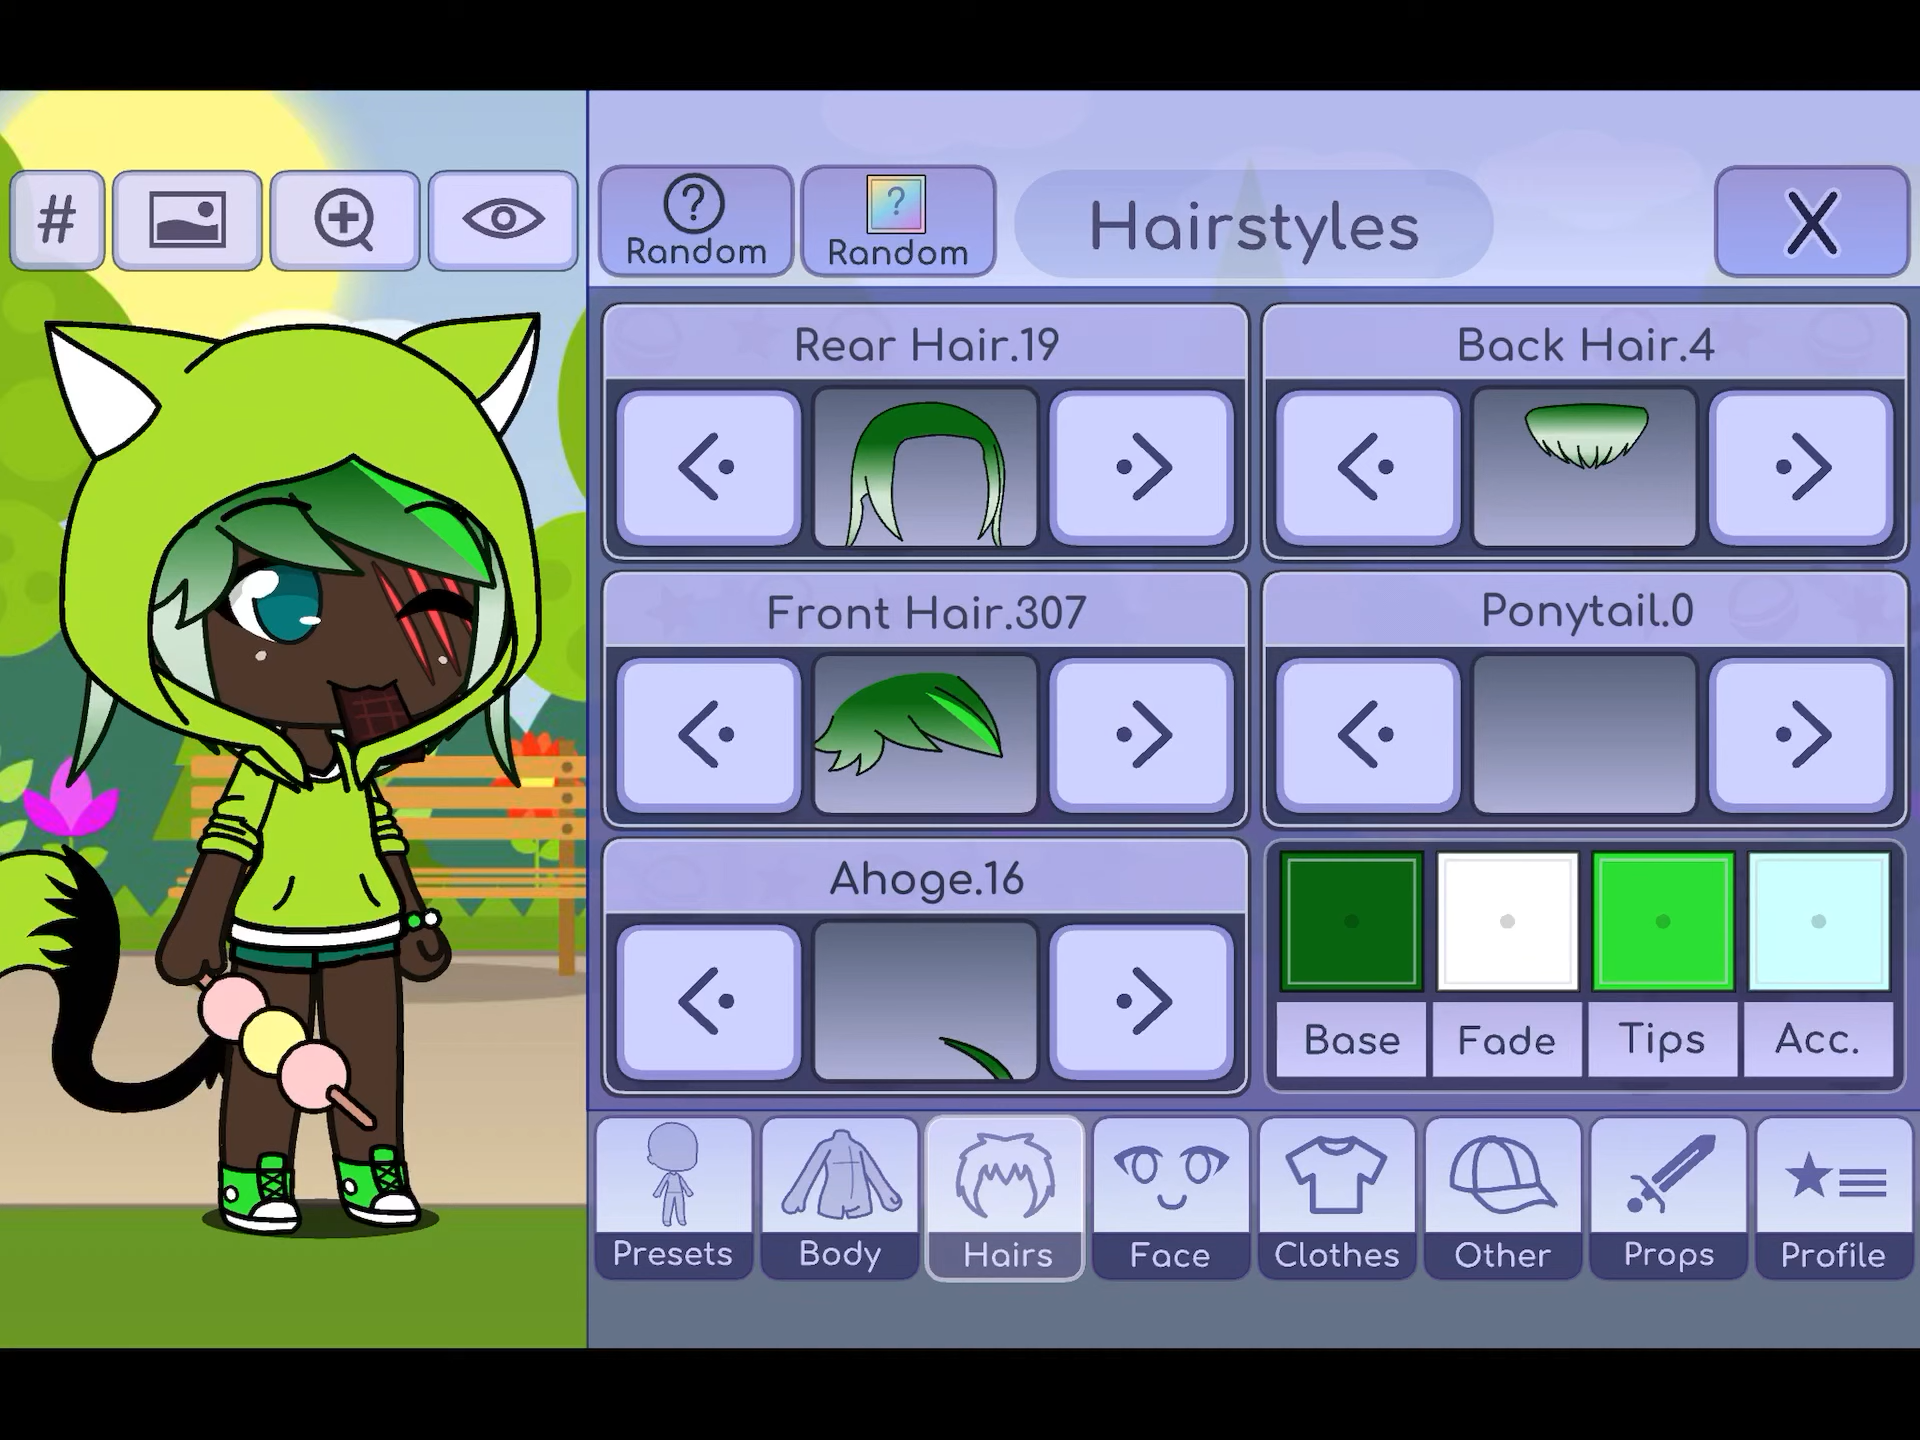 #
Random
Random
Hairstyles
X
Rear Hair.19
Back Hair.4
Front Hair.307
Ponytail.0
Ahoge.16
Base
Fade
Tips
Acc.
Presets
Body
Hairs
Face
Clothes
Other
Props
Profile